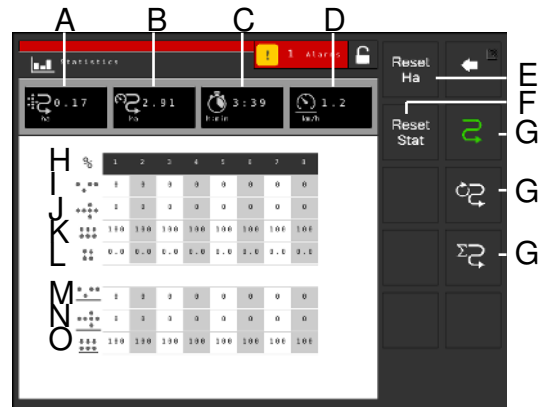 A B C D
Statistics
! 1 Alarms
Reset Ha
E
0.17 ha
2.91 ha
3:39 h:min
1.2 km/h
F
Reset Stat
G
H % 1 2 3 4 5 6 7 8
I 0 0 0 0 0 0 0 0
J 0 0 0 0 0 0 0 0
G
K 100 100 100 100 100 100 100 100
L 0.0 0.0 0.0 0.0 0.0 0.0 0.0 0.0
Σ G
M 0 0 0 0 0 0 0 0
N 0 0 0 0 0 0 0 0
O 100 100 100 100 100 100 100 100